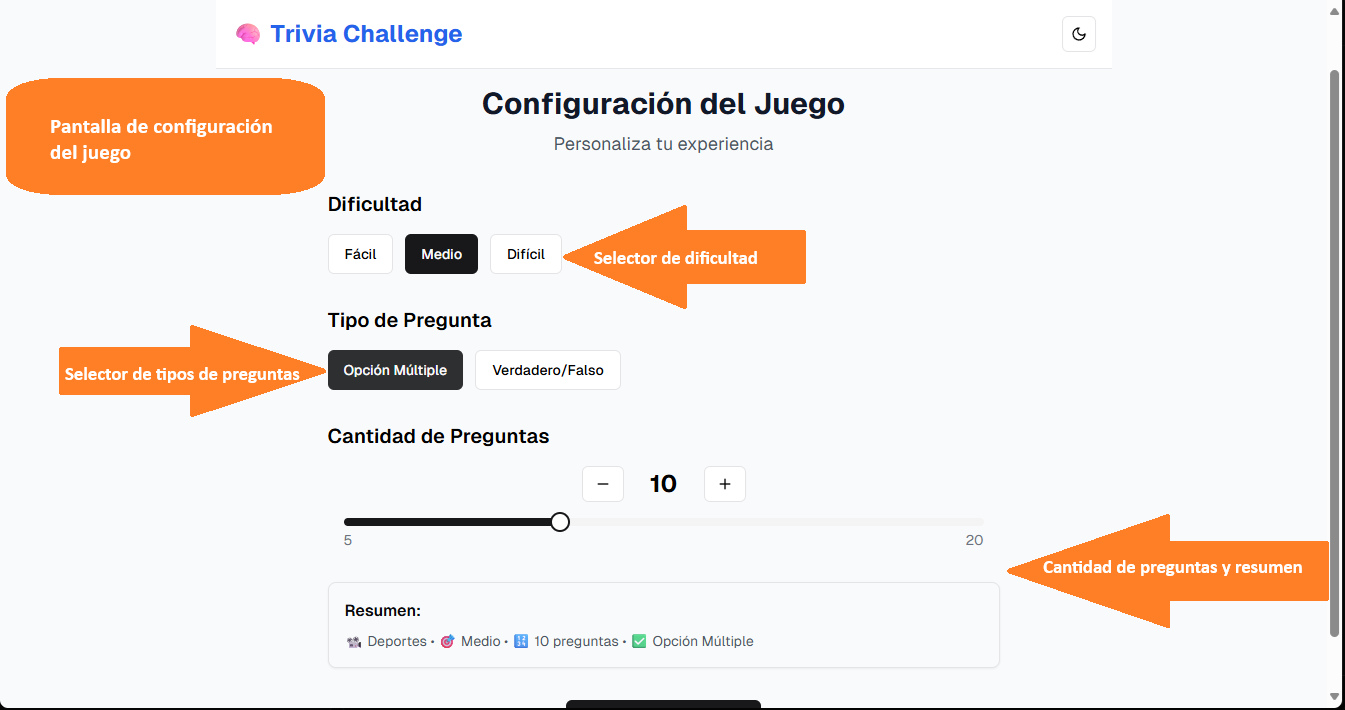 Trivia Challenge
Pantalla de configuración
del juego
Configuración del Juego
Personaliza tu experiencia
Dificultad
Fácil Medio Difícil
Selector de dificultad
Tipo de Pregunta
Selector de tipos de preguntas
Opción Múltiple Verdadero/Falso
Cantidad de Preguntas
− 10 +
5 20
Cantidad de preguntas y resumen
Resumen:
Deportes • Medio • 10 preguntas • Opción Múltiple